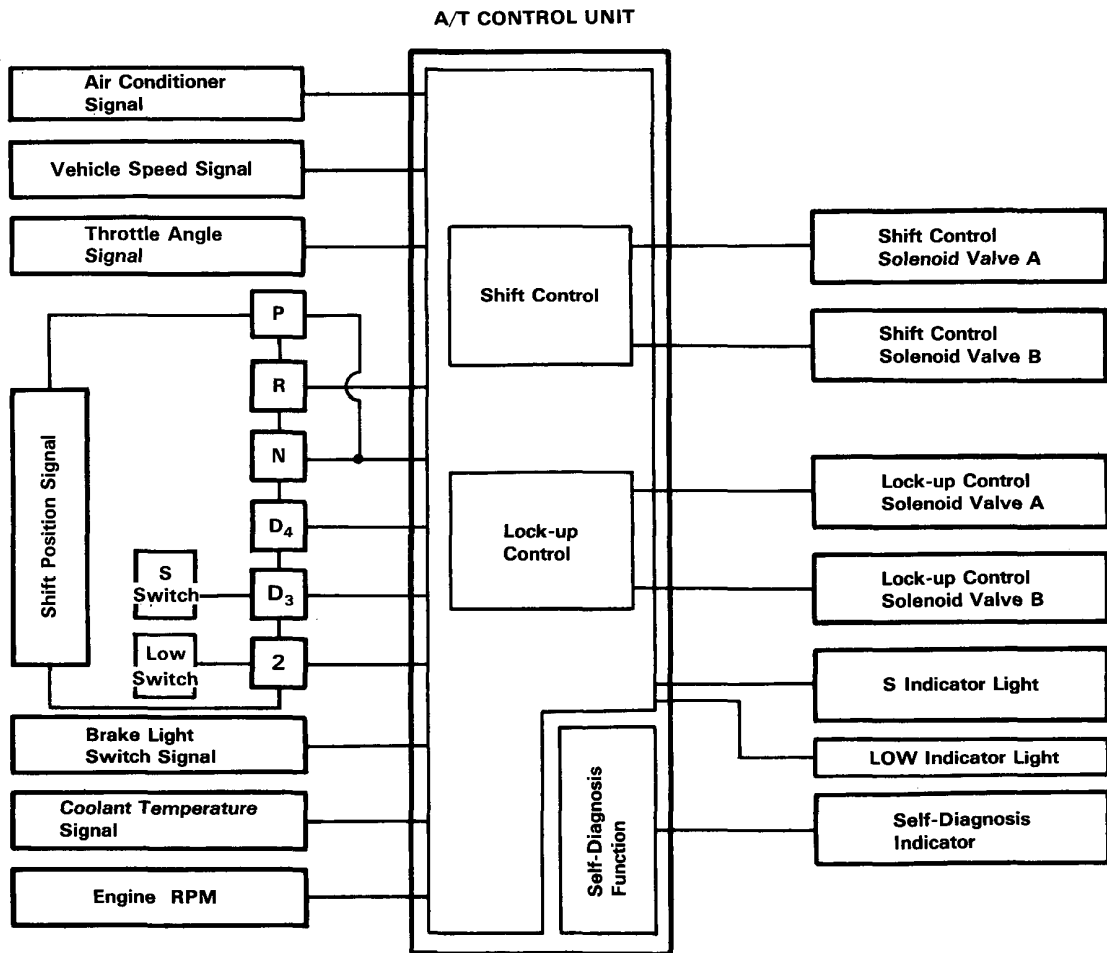 A/T CONTROL UNIT
Air Conditioner
Signal
Vehicle Speed Signal
Throttle Angle
Signal
P
R
N
D4
D3
2
Shift Position Signal
S
Switch
Low
Switch
Brake Light
Switch Signal
Coolant Temperature
Signal
Engine RPM
Shift Control
Lock-up
Control
Self-Diagnosis
Function
Shift Control
Solenoid Valve A
Shift Control
Solenoid Valve B
Lock-up Control
Solenoid Valve A
Lock-up Control
Solenoid Valve B
S Indicator Light
LOW Indicator Light
Self-Diagnosis
Indicator